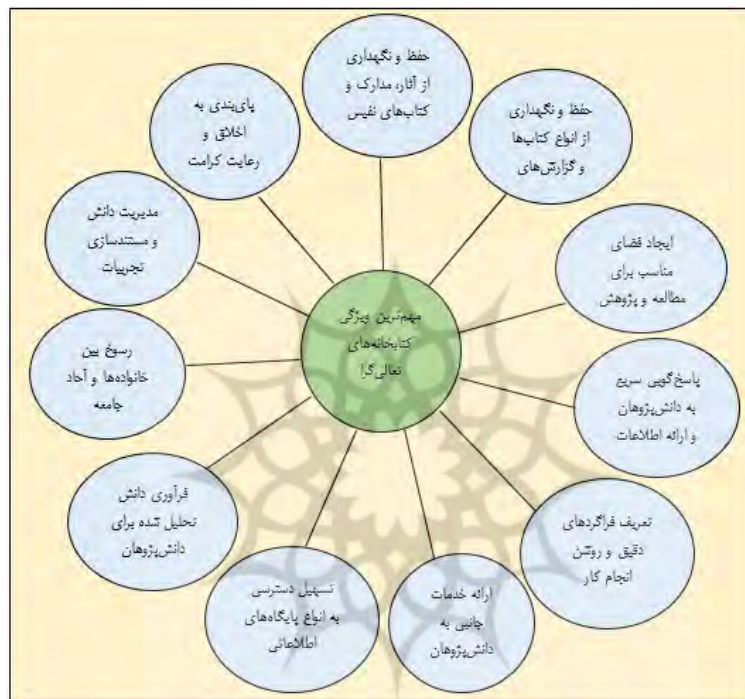 مهم‌ترین ویژگی
کتابخانه‌های
تعالی‌گرا
حفظ و نگهداری
از آثار، مدارک و
کتاب‌های نفیس
حفظ و نگهداری
از انواع کتاب‌ها
و گزارش‌های
ایجاد فضای
مناسب برای
مطالعه و پژوهش
پاسخ‌گویی سریع
به دانش‌پژوهان
و ارائه اطلاعات
تعریف فراگردهای
دقیق و روشن
انجام کار
ارائه خدمات
جانبی به
دانش‌پژوهان
تسهیل دسترسی
به انواع پایگاه‌های
اطلاعاتی
فرآوری دانش
تحلیل شده برای
دانش‌پژوهان
رسوخ بین
خانواده‌ها و آحاد
جامعه
مدیریت دانش
و مستندسازی
تجربیات
پای‌بندی به
اخلاق و
رعایت کرامت